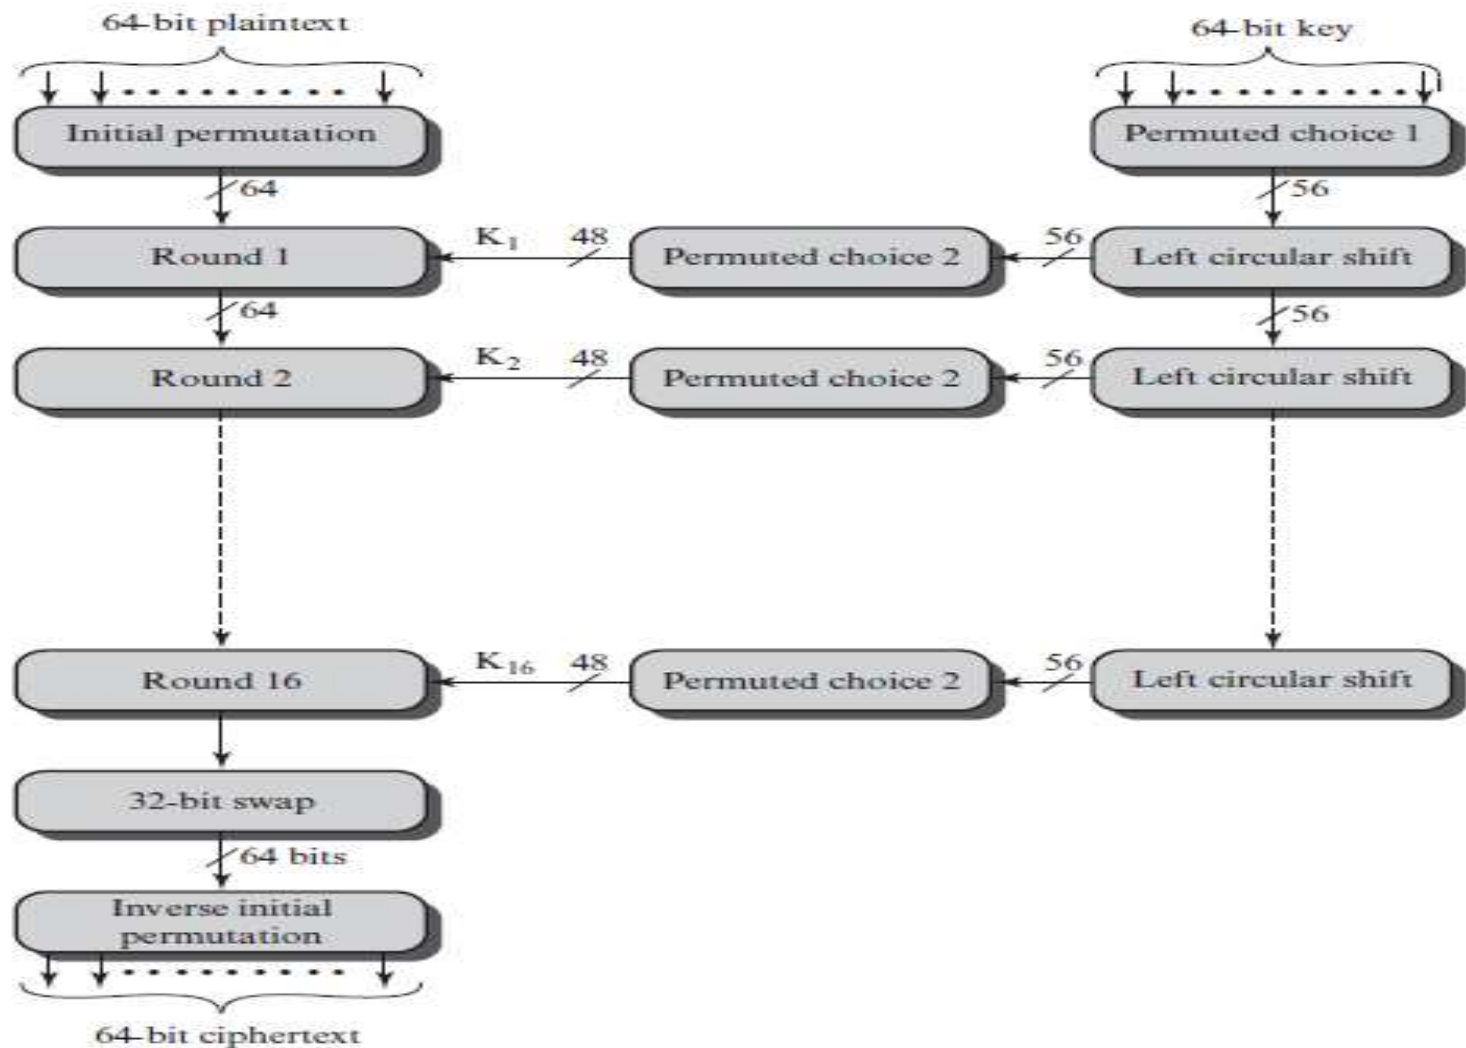 64-bit plaintext
64-bit key
Initial permutation
Permuted choice 1
64
56
Round 1
K1
48
Permuted choice 2
56
Left circular shift
64
56
Round 2
K2
48
Permuted choice 2
56
Left circular shift
Round 16
K16
48
Permuted choice 2
56
Left circular shift
32-bit swap
64 bits
Inverse initial
permutation
64-bit ciphertext